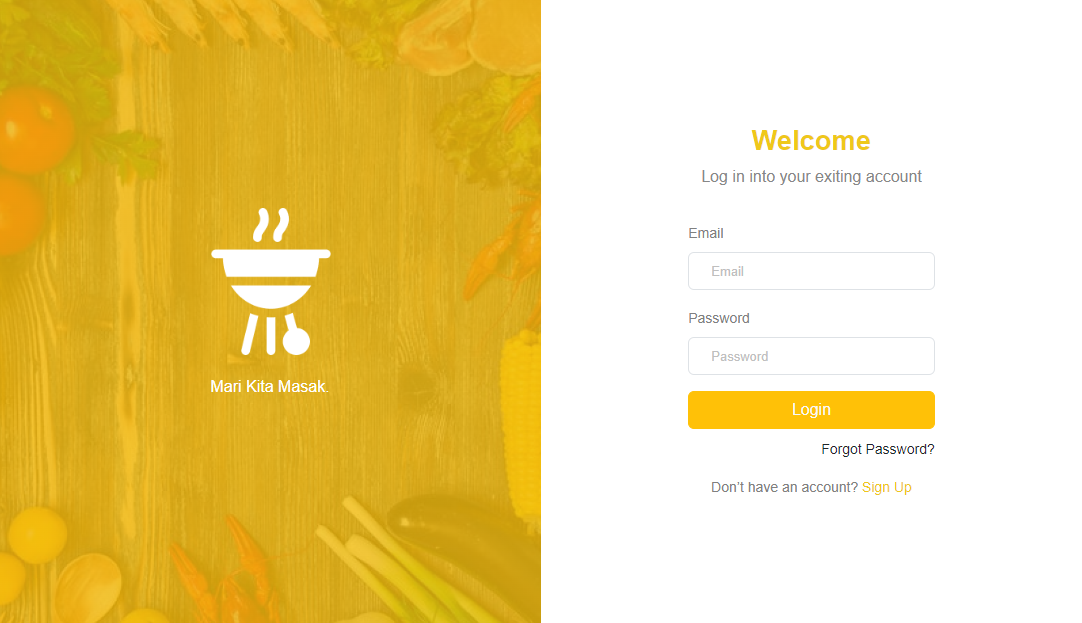 Mari Kita Masak.
Welcome
Log in into your exiting account
Email
Email
Password
Password
Login
Forgot Password?
Don't have an account? Sign Up